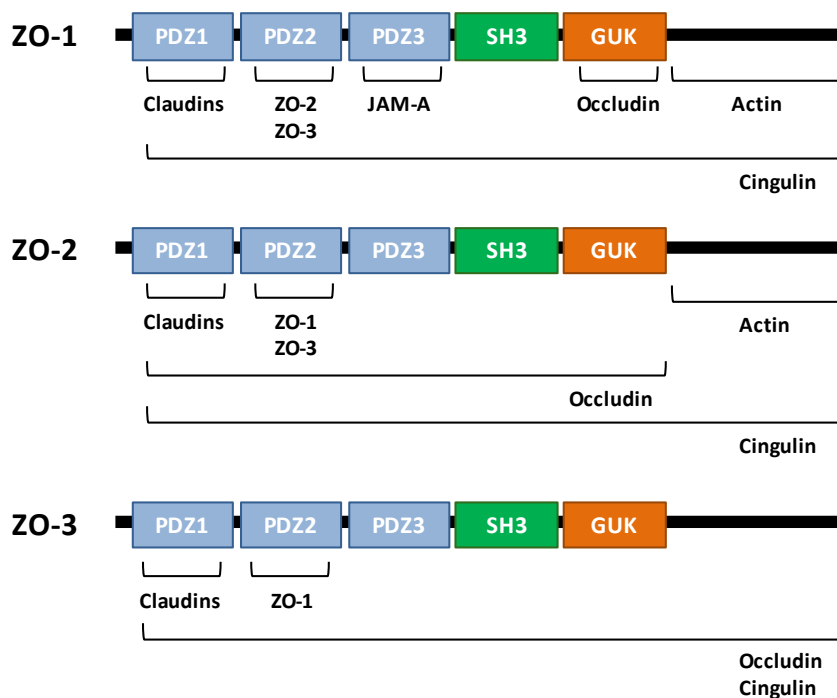 ZO-1 PDZ1 PDZ2 PDZ3 SH3 GUK
Claudins ZO-2 JAM-A Occludin Actin
ZO-3
Cingulin
ZO-2 PDZ1 PDZ2 PDZ3 SH3 GUK
Claudins ZO-1 Actin
ZO-3
Occludin
Cingulin
ZO-3 PDZ1 PDZ2 PDZ3 SH3 GUK
Claudins ZO-1
Occludin
Cingulin